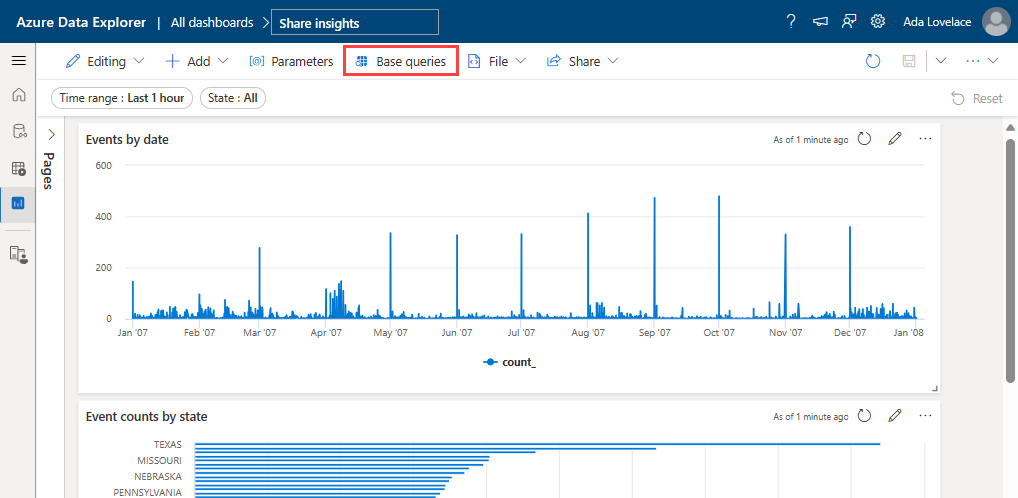 Azure Data Explorer | All dashboards > Share insights ? Ada Lovelace
Editing Add [@] Parameters Base queries File Share ...
Time range : Last 1 hour State : All Reset
Pages
Events by date As of 1 minute ago ...
600
400
200
0
Jan '07 Feb '07 Mar '07 Apr '07 May '07 Jun '07 Jul '07 Aug '07 Sep '07 Oct '07 Nov '07 Dec '07 Jan '08
count_
Event counts by state As of 1 minute ago ...
TEXAS
MISSOURI
NEBRASKA
PENNSYLVANIA